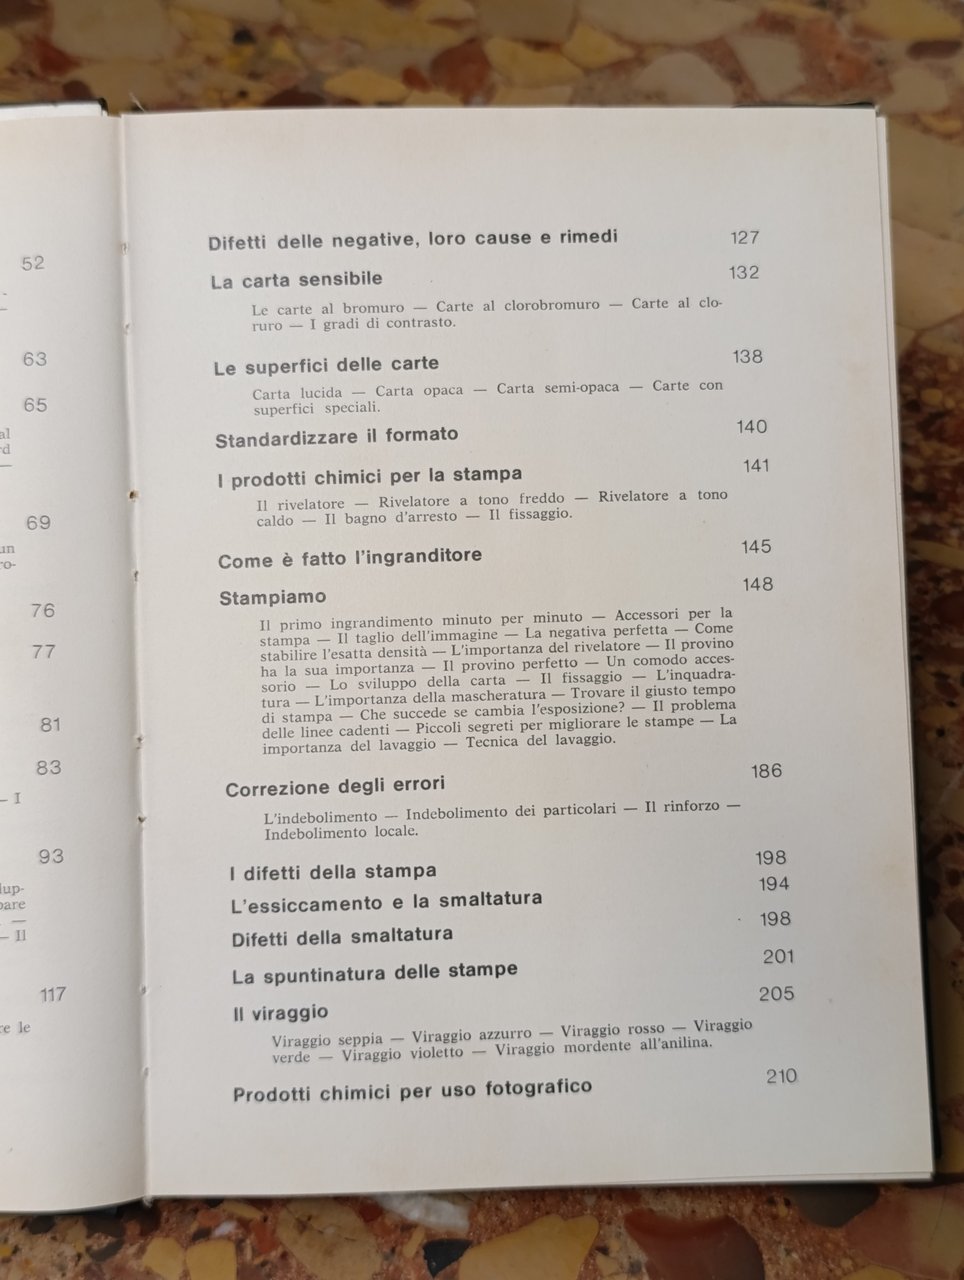 52
63
65
al
rd
—
69
un
ro-
76
77
81
83
— I
93
lup-
pare
—
— Il
117
re le
Difetti delle negative, loro cause e rimedi 127
La carta sensibile 132
Le carte al bromuro — Carte al clorobromuro — Carte al clo-
ruro — I gradi di contrasto.
Le superfici delle carte 138
Carta lucida — Carta opaca — Carta semi-opaca — Carte con
superfici speciali.
Standardizzare il formato 140
I prodotti chimici per la stampa 141
Il rivelatore — Rivelatore a tono freddo — Rivelatore a tono
caldo — Il bagno d'arresto — Il fissaggio.
Come è fatto l'ingranditore 145
Stampiamo 148
Il primo ingrandimento minuto per minuto — Accessori per la
stampa — Il taglio dell'immagine — La negativa perfetta — Come
stabilire l'esatta densità — L'importanza del rivelatore — Il provino
ha la sua importanza — Il provino perfetto — Un comodo acces-
sorio — Lo sviluppo della carta — Il fissaggio — L'inquadra-
tura — L'importanza della mascheratura — Trovare il giusto tempo
di stampa — Che succede se cambia l'esposizione? — Il problema
delle linee cadenti — Piccoli segreti per migliorare le stampe — La
importanza del lavaggio — Tecnica del lavaggio.
Correzione degli errori 186
L'indebolimento — Indebolimento dei particolari — Il rinforzo —
Indebolimento locale.
I difetti della stampa 198
L'essiccamento e la smaltatura 194
Difetti della smaltatura 198
La spuntinatura delle stampe 201
Il viraggio 205
Viraggio seppia — Viraggio azzurro — Viraggio rosso — Viraggio
verde — Viraggio violetto — Viraggio mordente all'anilina.
Prodotti chimici per uso fotografico 210